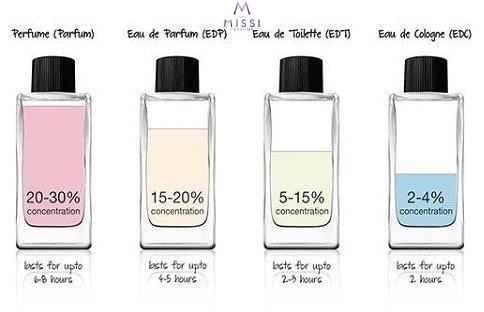 MISSI
Perfume (Parfum)
Eau de Parfum (EDP)
Eau de Toilette (EDT)
Eau de Cologne (EDC)
20-30%
concentration
15-20%
concentration
5-15%
concentration
2-4%
concentration
lasts for upto
6-8 hours
lasts for upto
4-5 hours
lasts for upto
2-3 hours
lasts for upto
2 hours